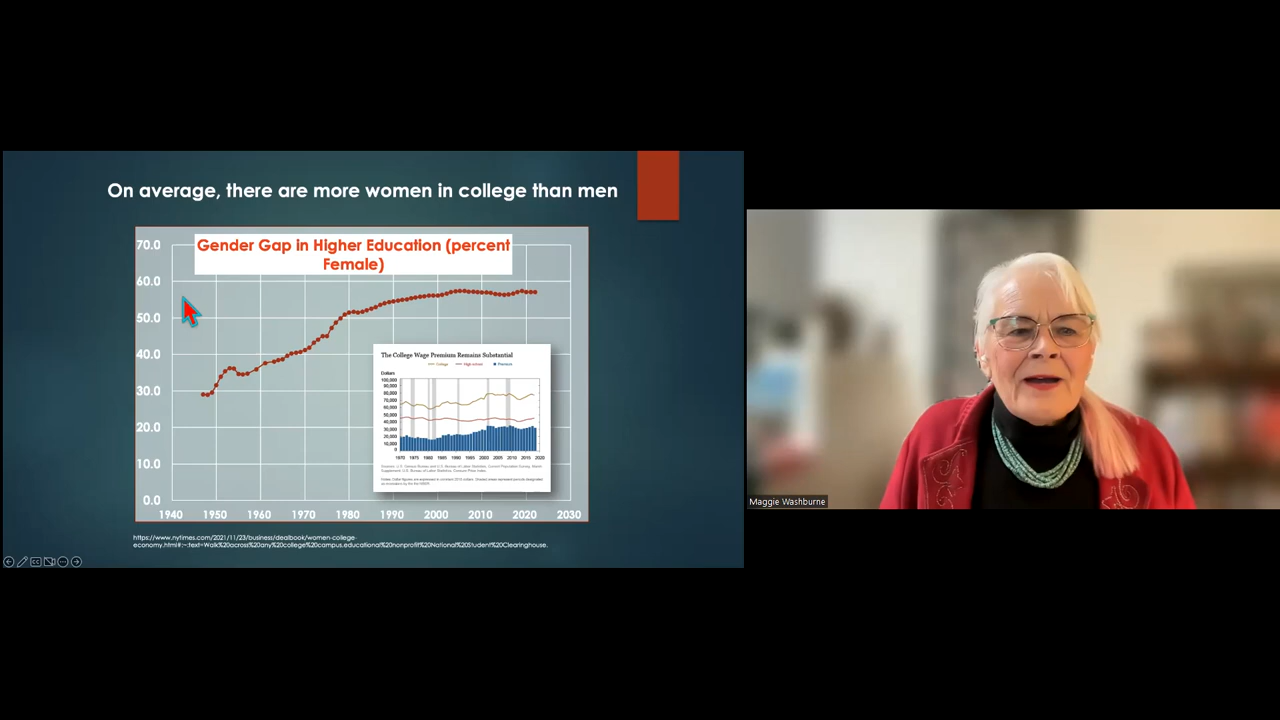 On average, there are more women in college than men
Gender Gap in Higher Education (percent
Female)
70.0
60.0
50.0
40.0
30.0
20.0
10.0
0.0
1940 1950 1960 1970 1980 1990 2000 2010 2020 2030
The College Wage Premium Remains Substantial
College High school Premium
Dollars
100,000
90,000
80,000
70,000
60,000
50,000
40,000
30,000
20,000
10,000
0
1970 1975 1980 1985 1990 1995 2000 2005 2010 2015 2020
https://www.nytimes.com/2021/11/23/business/dealbook/women-college-
economy.html#:~:text=Walk%20across%20any%20college%20campus,educational%20nonprofit%20National%20Student%20Clearinghouse.
Maggie Washburne